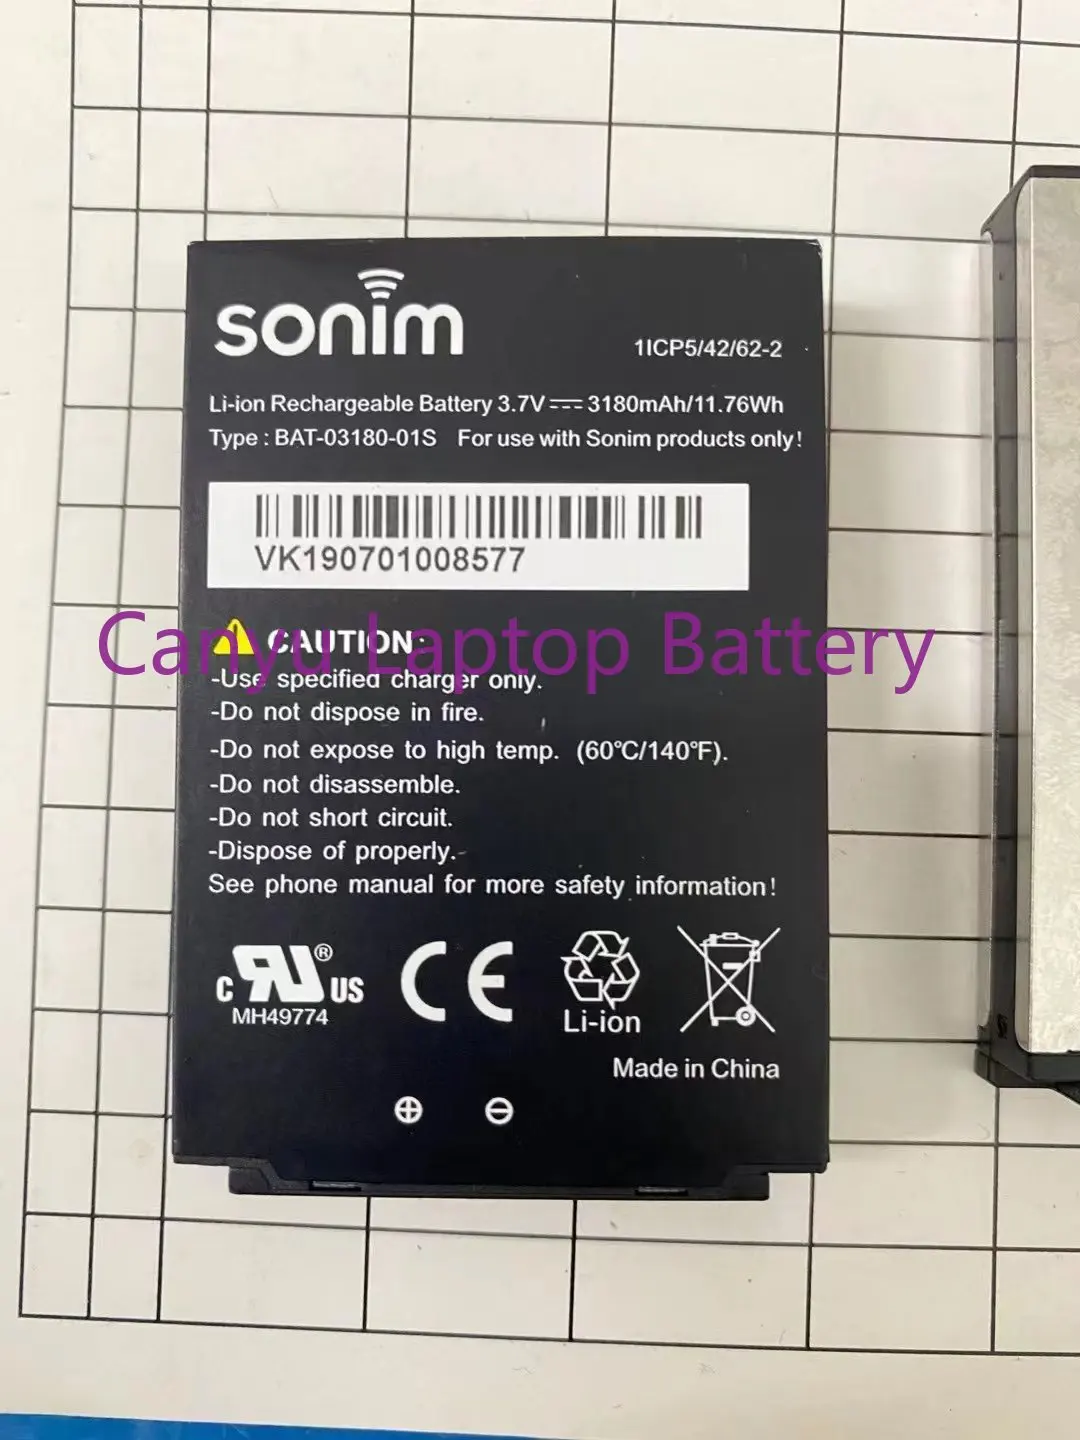 sonim
1ICP5/42/62-2
Li-ion Rechargeable Battery 3.7V⎓3180mAh/11.76Wh
Type : BAT-03180-01S For use with Sonim products only!
VK190701008577
CAUTION:
Canyu Laptop Battery
-Use specified charger only.
-Do not dispose in fire.
-Do not expose to high temp. (60℃/140℉).
-Do not disassemble.
-Do not short circuit.
-Dispose of properly.
See phone manual for more safety information!
c RU® US
MH49774
CE
Li-ion
Made in China